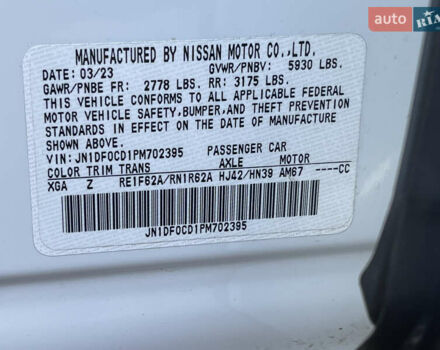 AUTO RIA
MANUFACTURED BY NISSAN MOTOR CO.,LTD.
DATE: 03/23 GVWR/PNBV: 5930 LBS.
GAWR/PNBE FR: 2778 LBS. RR: 3175 LBS.
THIS VEHICLE CONFORMS TO ALL APPLICABLE FEDERAL
MOTOR VEHICLE SAFETY,BUMPER,AND THEFT PREVENTION
STANDARDS IN EFFECT ON THE DATE OF MANUFACTURE
SHOWN ABOVE.
VIN: JN1DF0CD1PM702395 PASSENGER CAR
COLOR TRIM TRANS AXLE MOTOR
XGA Z RE1F62A/RN1R62A HJ42/HN39 AM67 ----CC
JN1DF0CD1PM702395